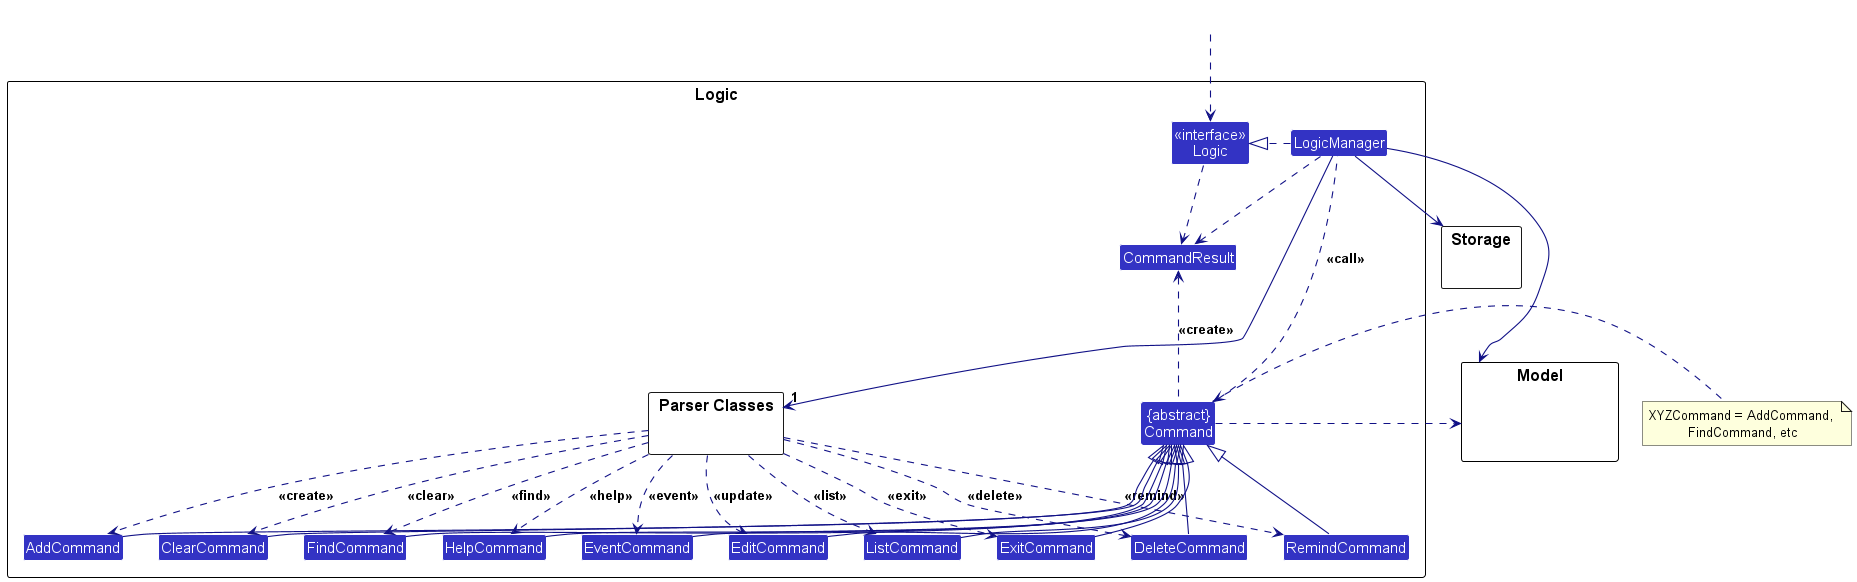 Logic
«interface»
Logic
LogicManager
Storage
CommandResult
«call»
«create»
Model
1
Parser Classes
{abstract}
Command
XYZCommand = AddCommand,
FindCommand, etc
«create»
«clear»
«find»
«help»
«event»
«update»
«list»
«exit»
«delete»
«remind»
AddCommand
ClearCommand
FindCommand
HelpCommand
EventCommand
EditCommand
ListCommand
ExitCommand
DeleteCommand
RemindCommand